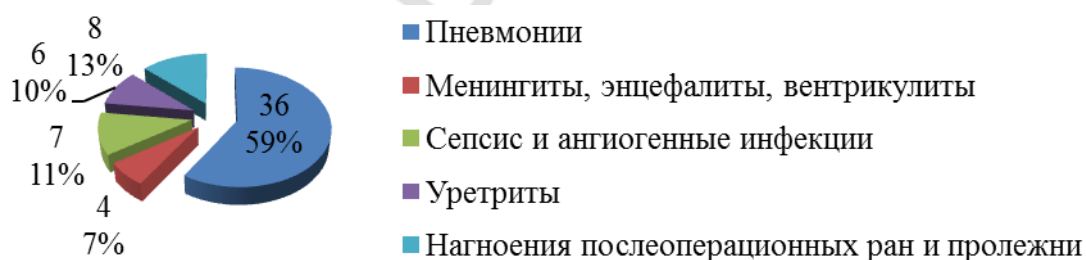 8
13%
6
10%
7
11%
4
7%
36
59%
Пневмонии
Менингиты, энцефалиты, вентрикулиты
Сепсис и ангиогенные инфекции
Уретриты
Нагноения послеоперационных ран и пролежни